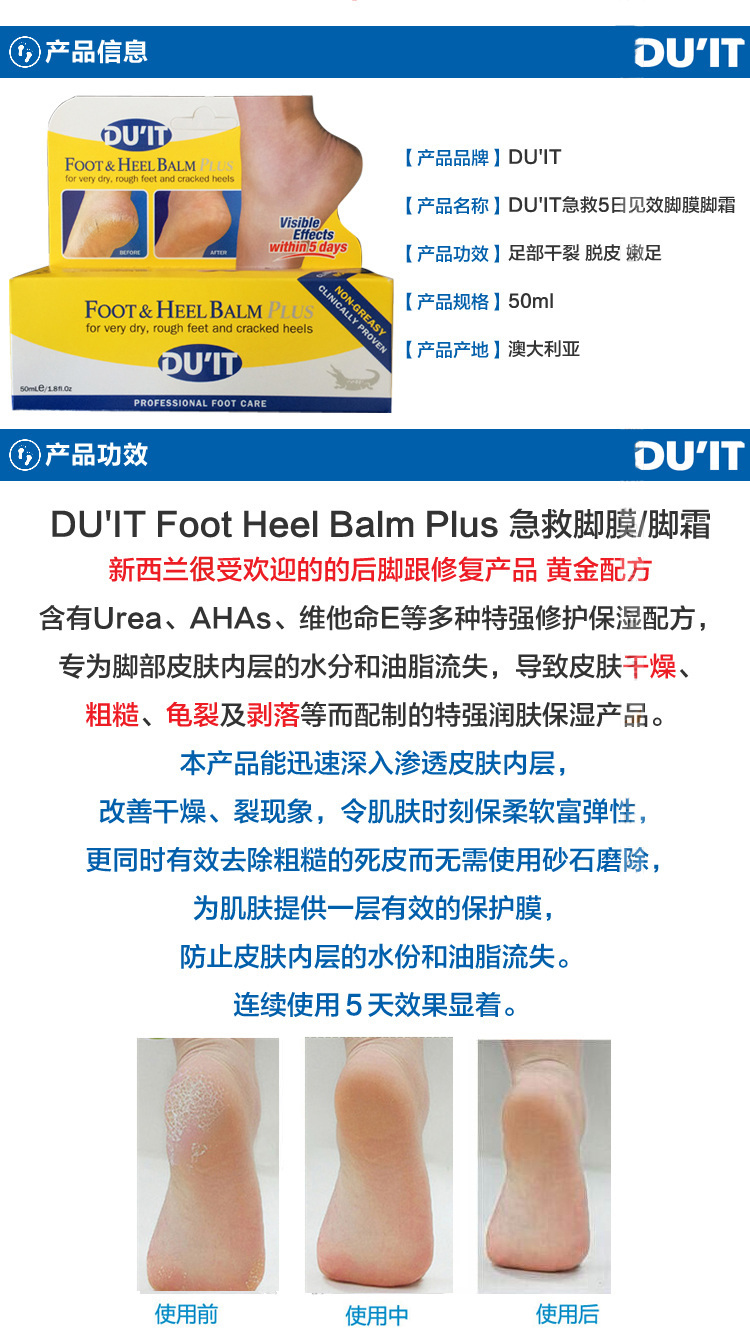 产品信息
DU'IT
DU'IT
FOOT & HEEL BALM PLUS
for very dry, rough feet and cracked heels
BEFORE
AFTER
Visible
Effects
within 5 days
FOOT & HEEL BALM PLUS
for very dry, rough feet and cracked heels
NON-GREASY
CLINICALLY PROVEN
DU'IT
50mLe/1.8fl.Oz
PROFESSIONAL FOOT CARE
【产品品牌】DU'IT
【产品名称】DU'IT急救5日见效脚膜脚霜
【产品功效】足部干裂 脱皮 嫩足
【产品规格】50ml
【产品产地】澳大利亚
产品功效
DU'IT
DU'IT Foot Heel Balm Plus 急救脚膜/脚霜
新西兰很受欢迎的的后脚跟修复产品 黄金配方
含有Urea、AHAs、维他命E等多种特强修护保湿配方，
专为脚部皮肤内层的水分和油脂流失，导致皮肤干燥、
粗糙、龟裂及剥落等而配制的特强润肤保湿产品。
本产品能迅速深入渗透皮肤内层，
改善干燥、裂现象，令肌肤时刻保柔软富弹性，
更同时有效去除粗糙的死皮而无需使用砂石磨除，
为肌肤提供一层有效的保护膜，
防止皮肤内层的水份和油脂流失。
连续使用5天效果显着。
使用前
使用中
使用后